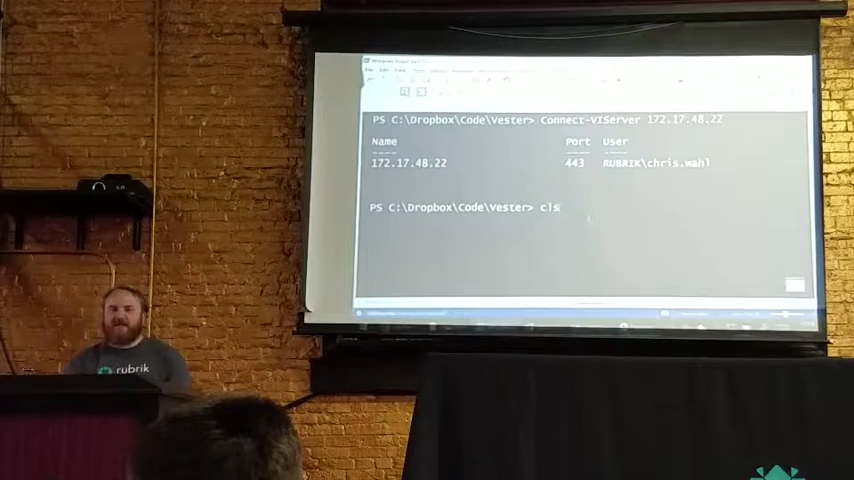 PS C:\Dropbox\Code\Vester> Connect-VIServer 172.17.48.22
Name Port User
---- ---- ----
172.17.48.22 443 RUBRIK\chris.wahl
PS C:\Dropbox\Code\Vester> cls
rubrik